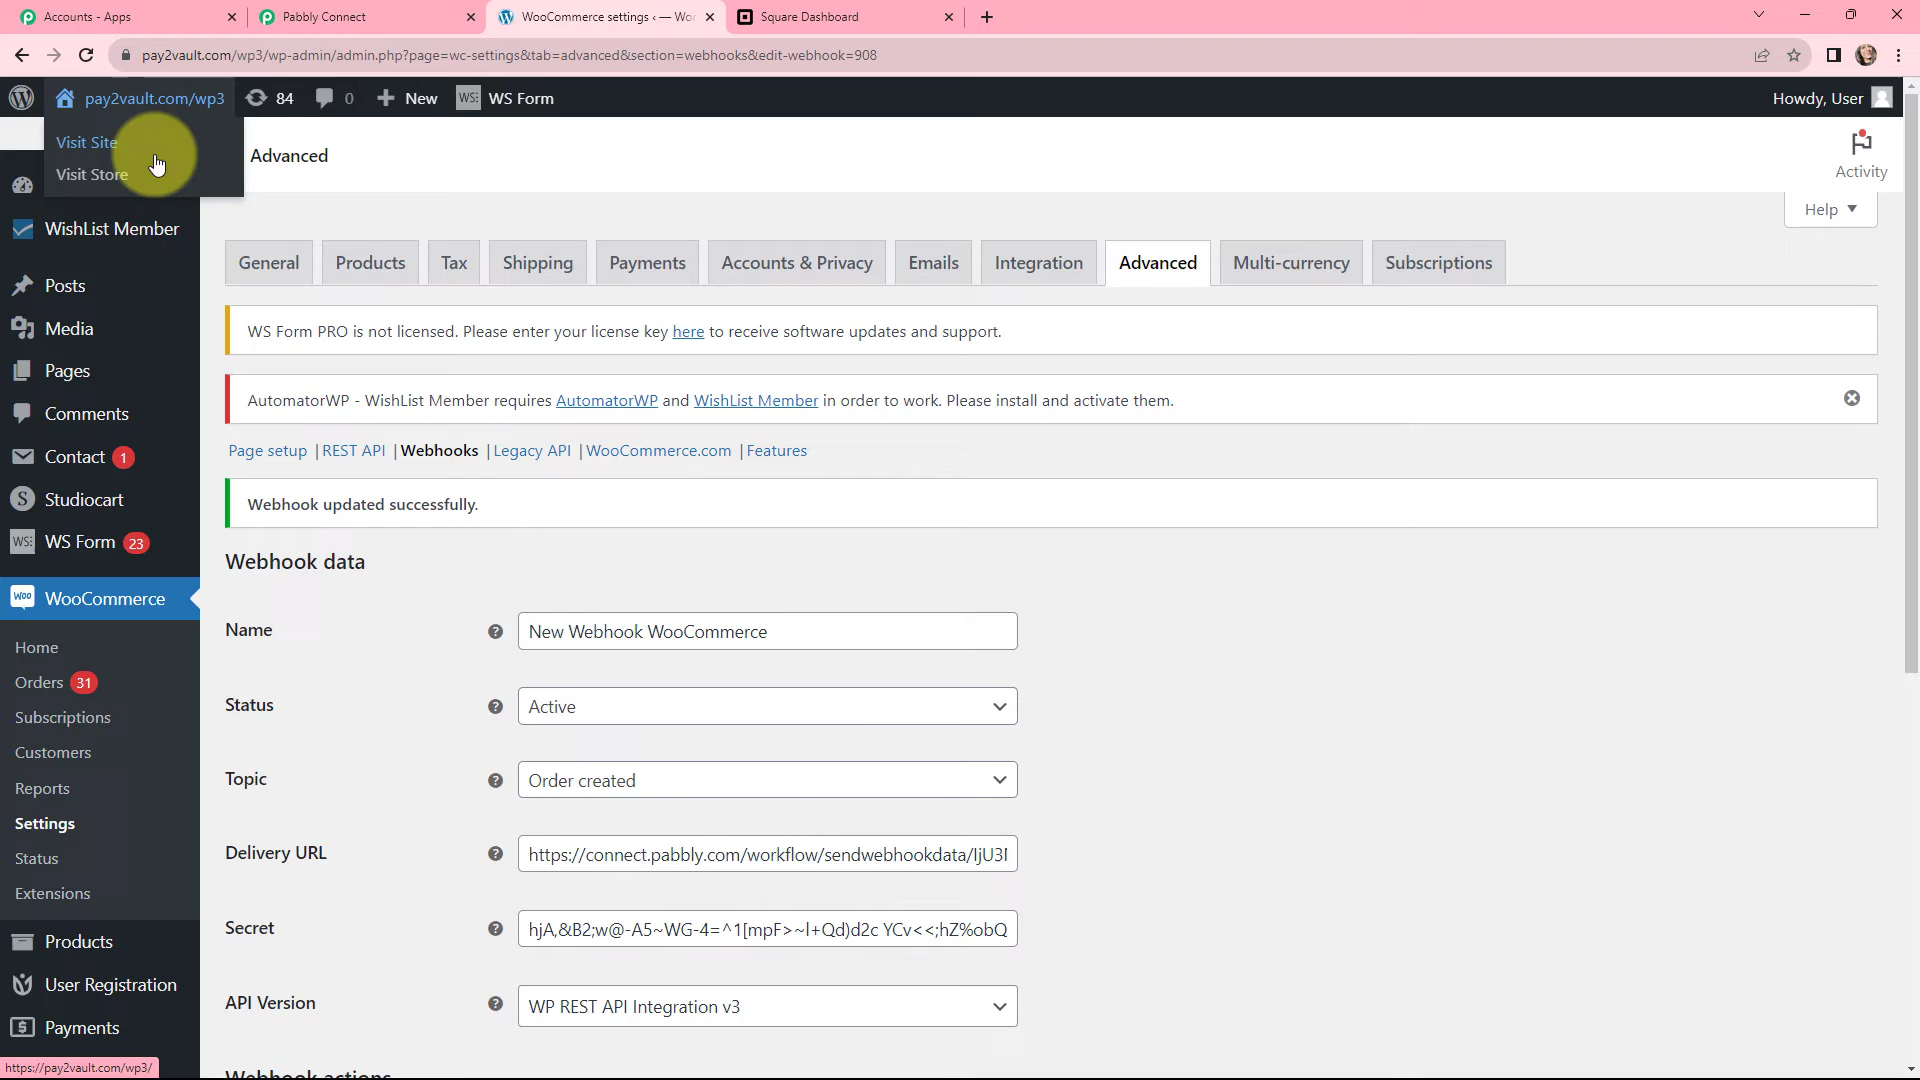 Accounts - Apps
Pabbly Connect
WooCommerce settings ‹ — Wor
Square Dashboard
pay2vault.com/wp3/wp-admin/admin.php?page=wc-settings&tab=advanced&section=webhooks&edit-webhook=908
pay2vault.com/wp3
84
0
New
WS Form
Howdy, User
Visit Site
Visit Store
Advanced
Activity
Help
WishList Member
Posts
Media
Pages
Comments
Contact 1
Studiocart
WS Form 23
WooCommerce
Home
Orders 31
Subscriptions
Customers
Reports
Settings
Status
Extensions
Products
User Registration
Payments
https://pay2vault.com/wp3/
General Products Tax Shipping Payments Accounts & Privacy Emails Integration Advanced Multi-currency Subscriptions
WS Form PRO is not licensed. Please enter your license key here to receive software updates and support.
AutomatorWP - WishList Member requires AutomatorWP and WishList Member in order to work. Please install and activate them.
Page setup | REST API | Webhooks | Legacy API | WooCommerce.com | Features
Webhook updated successfully.
Webhook data
Name
New Webhook WooCommerce
Status
Active
Topic
Order created
Delivery URL
https://connect.pabbly.com/workflow/sendwebhookdata/IjU3
Secret
hjA,&B2;w@-A5~WG-4=^1[mpF>~l+Qd)d2c YCv<<;hZ%obQ
API Version
WP REST API Integration v3
Webhook actions